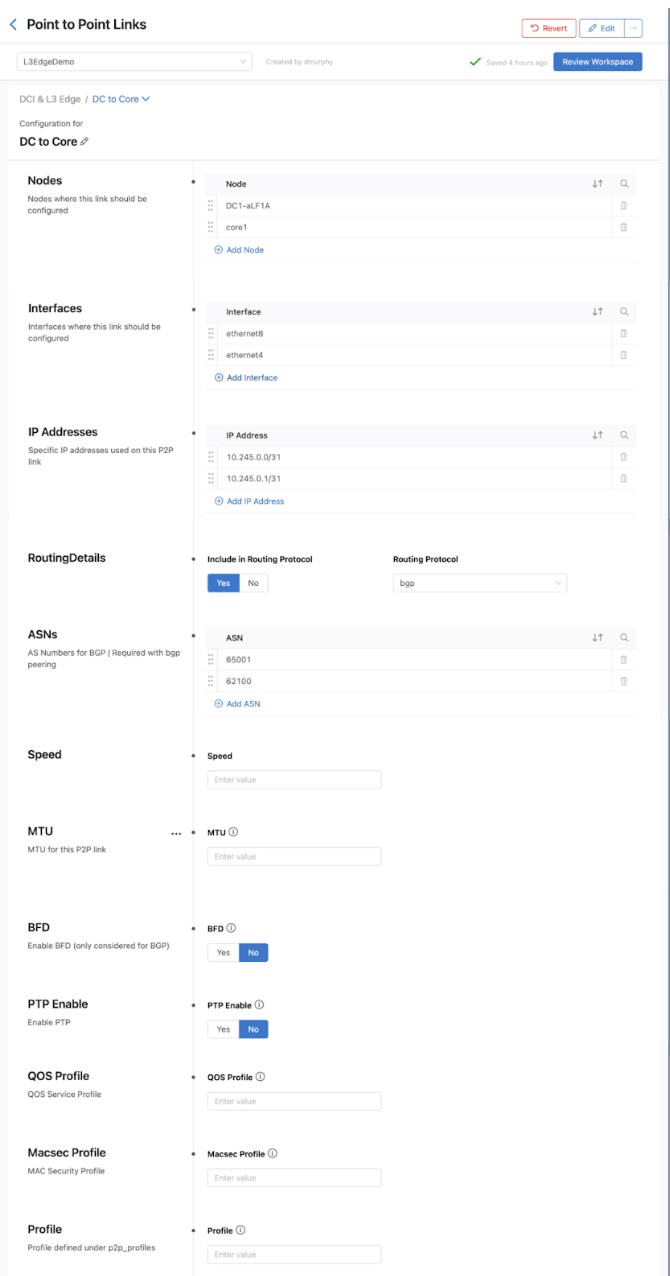 Point to Point Links
Revert
Edit
L3EdgeDemo
Created by dmurphy
Saved 4 hours ago
Review Workspace
DCI & L3 Edge / DC to Core
Configuration for
DC to Core
Nodes
Nodes where this link should be
configured
Node
DC1-aLF1A
core1
Add Node
Interfaces
Interfaces where this link should be
configured
Interface
ethernet8
ethernet4
Add Interface
IP Addresses
Specific IP addresses used on this P2P
link
IP Address
10.245.0.0/31
10.245.0.1/31
Add IP Address
RoutingDetails
Include in Routing Protocol
Yes No
Routing Protocol
bgp
ASNs
AS Numbers for BGP | Required with bgp
peering
ASN
65001
62100
Add ASN
Speed
Speed
Enter value
MTU
MTU for this P2P link
MTU
Enter value
BFD
Enable BFD (only considered for BGP)
BFD
Yes No
PTP Enable
Enable PTP
PTP Enable
Yes No
QOS Profile
QOS Service Profile
QOS Profile
Enter value
Macsec Profile
MAC Security Profile
Macsec Profile
Enter value
Profile
Profile defined under p2p_profiles
Profile
Enter value